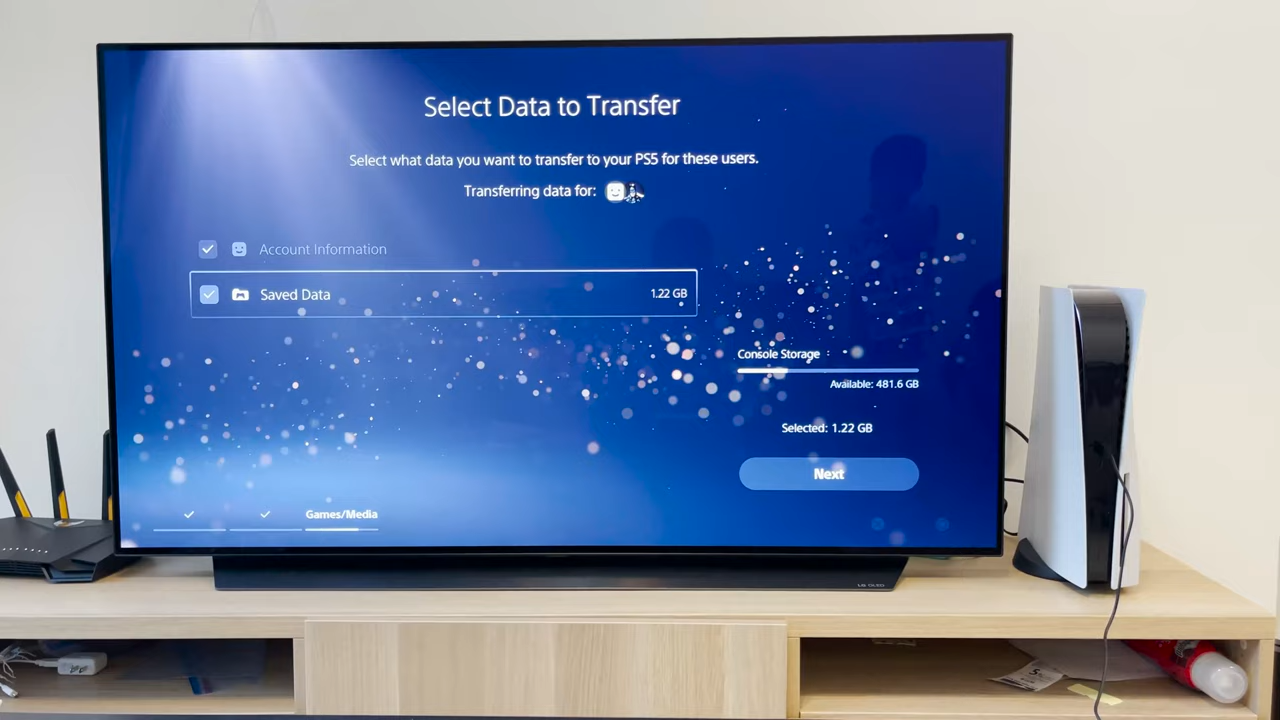 Select Data to Transfer
Select what data you want to transfer to your PS5 for these users.
Transferring data for:
Account Information
Saved Data 1.22 GB
Console Storage
Available: 481.6 GB
Selected: 1.22 GB
Next
Games/Media
LG OLED